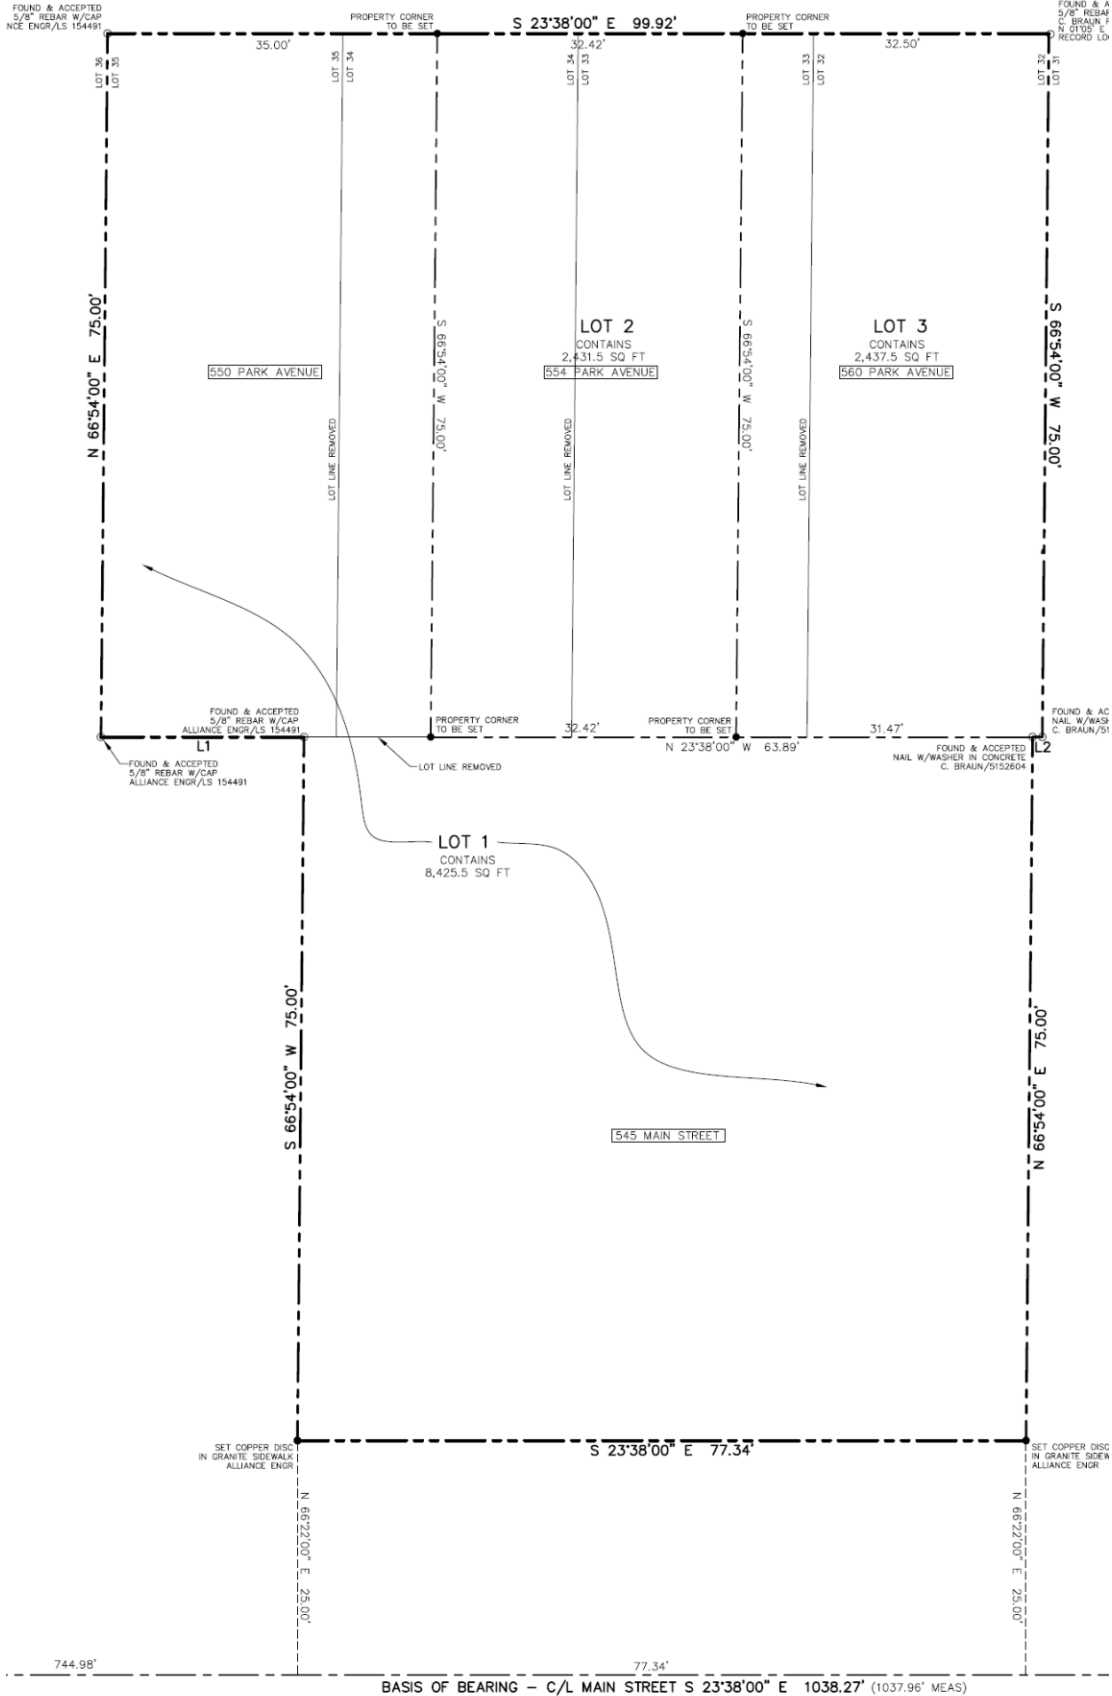 FOUND & ACCEPTED
5/8" REBAR W/CAP
NCE ENGR/LS 154491
PROPERTY CORNER
TO BE SET
S 23°38'00" E 99.92'
PROPERTY CORNER
TO BE SET
FOUND & A
5/8" REBAR
C. BRAUN
N 01°05' E
RECORD LO
35.00'
32.42'
32.50'
LOT 36
LOT 35
LOT 35
LOT 34
LOT 34
LOT 33
LOT 33
LOT 32
LOT 32
LOT 31
N 66°54'00" E 75.00'
S 66°54'00" W 75.00'
S 66°54'00" W 75.00'
S 66°54'00" W 75.00'
550 PARK AVENUE
LOT 2
CONTAINS
2,431.5 SQ FT
554 PARK AVENUE
LOT 3
CONTAINS
2,437.5 SQ FT
560 PARK AVENUE
LOT LINE REMOVED
LOT LINE REMOVED
LOT LINE REMOVED
FOUND & ACCEPTED
5/8" REBAR W/CAP
ALLIANCE ENGR/LS 154491
L1
PROPERTY CORNER
TO BE SET
32.42'
PROPERTY CORNER
TO BE SET
N 23°38'00" W 63.89'
31.47'
FOUND & AC
NAIL W/WASH
C. BRAUN/51
L2
FOUND & ACCEPTED
NAIL W/WASHER IN CONCRETE
C. BRAUN/5152604
FOUND & ACCEPTED
5/8" REBAR W/CAP
ALLIANCE ENGR/LS 154491
LOT LINE REMOVED
LOT 1
CONTAINS
8,425.5 SQ FT
S 66°54'00" W 75.00'
N 66°54'00" E 75.00'
545 MAIN STREET
S 23°38'00" E 77.34'
SET COPPER DISC
IN GRANITE SIDEWALK
ALLIANCE ENGR
SET COPPER DISC
IN GRANITE SIDEW
ALLIANCE ENGR
N 66°22'00" E 25.00'
N 66°22'00" E 25.00'
744.98'
77.34'
BASIS OF BEARING – C/L MAIN STREET S 23°38'00" E 1038.27' (1037.96' MEAS)